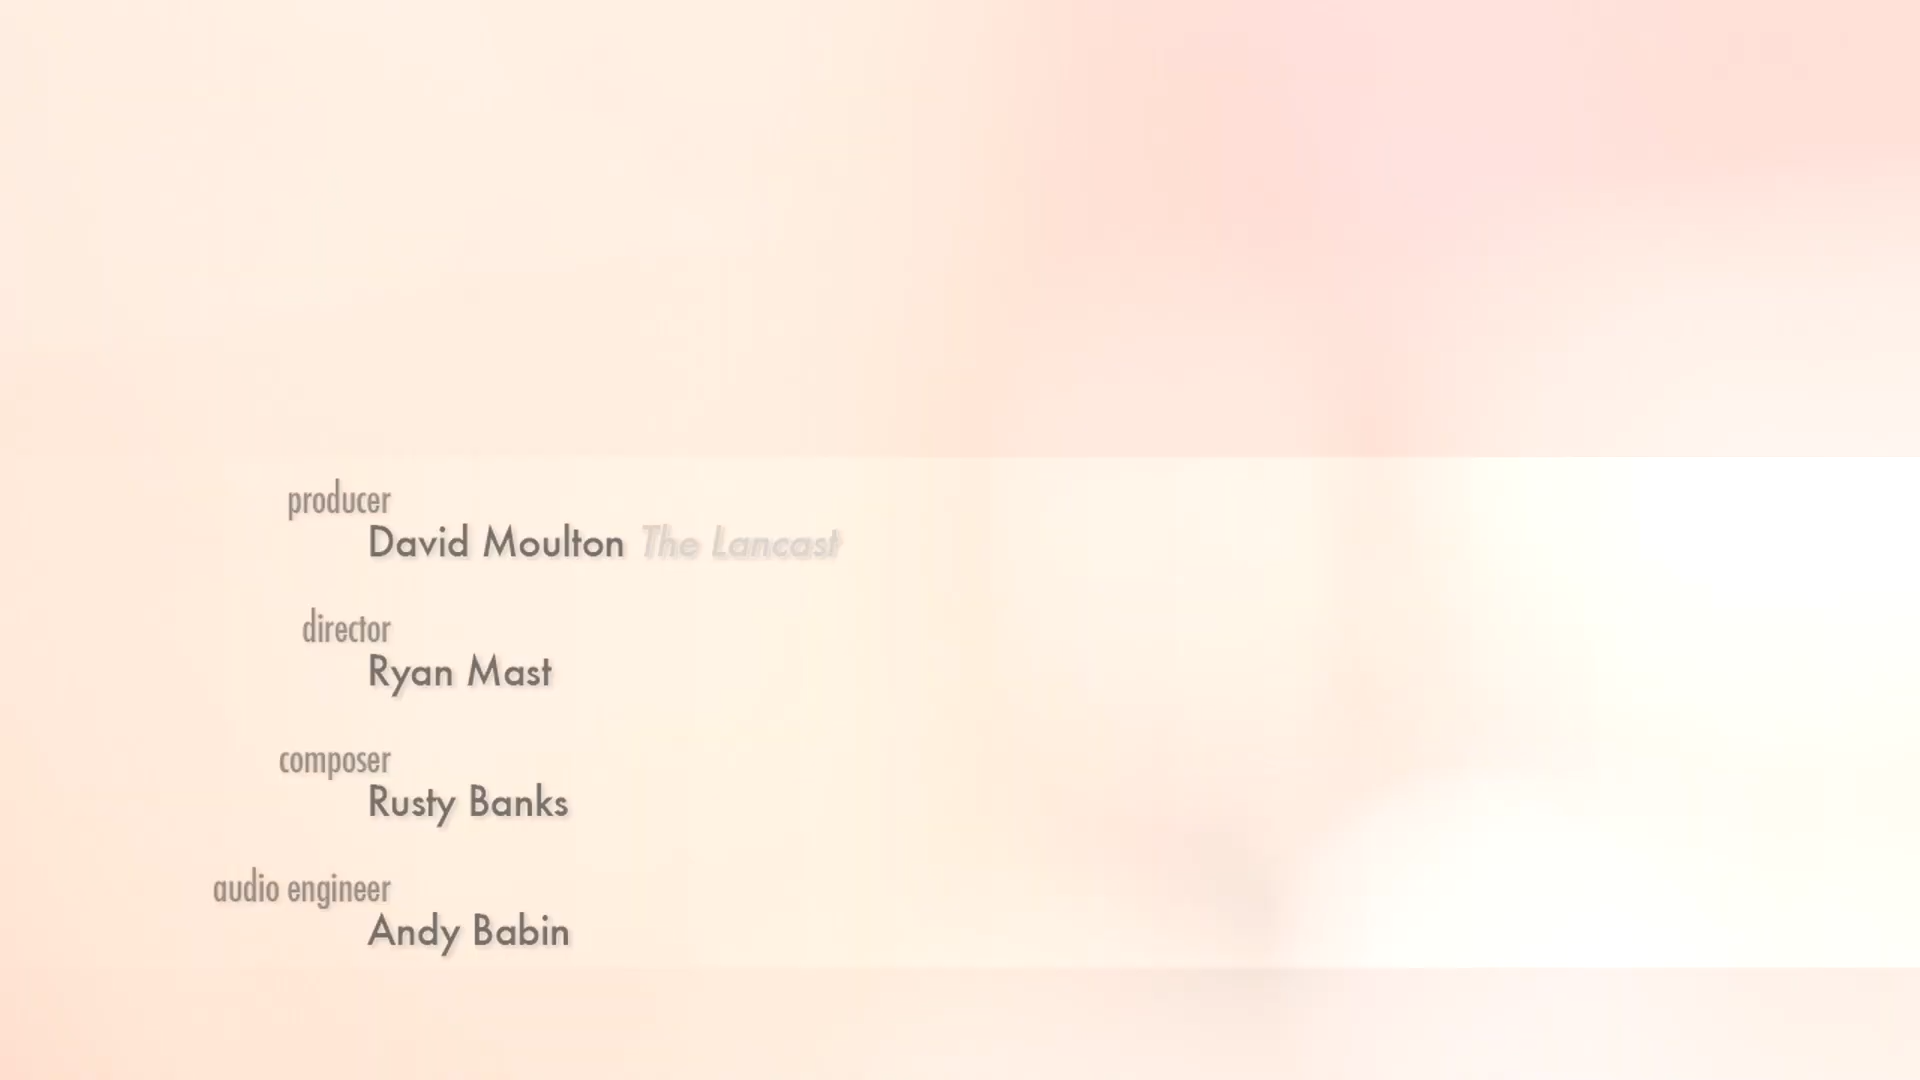 producer
David Moulton The Lancast
director
Ryan Mast
composer
Rusty Banks
audio engineer
Andy Babin